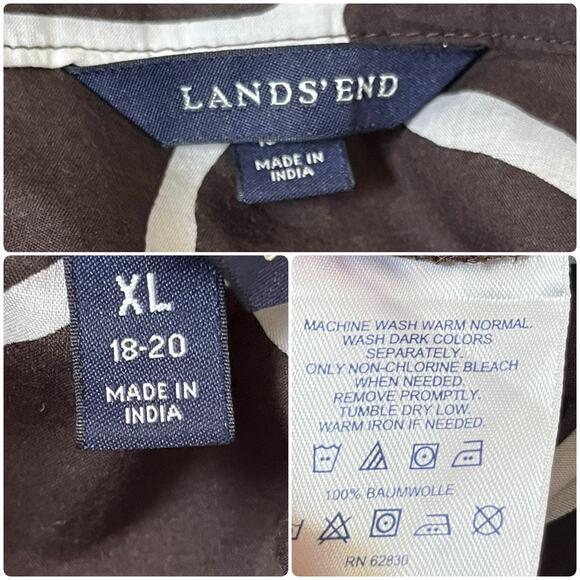 LANDS' END
MADE IN
INDIA
XL
18-20
MADE IN
INDIA
MACHINE WASH WARM NORMAL.
WASH DARK COLORS
SEPARATELY.
ONLY NON-CHLORINE BLEACH
WHEN NEEDED.
REMOVE PROMPTLY.
TUMBLE DRY LOW.
WARM IRON IF NEEDED.
100% BAUMWOLLE
RN 62830